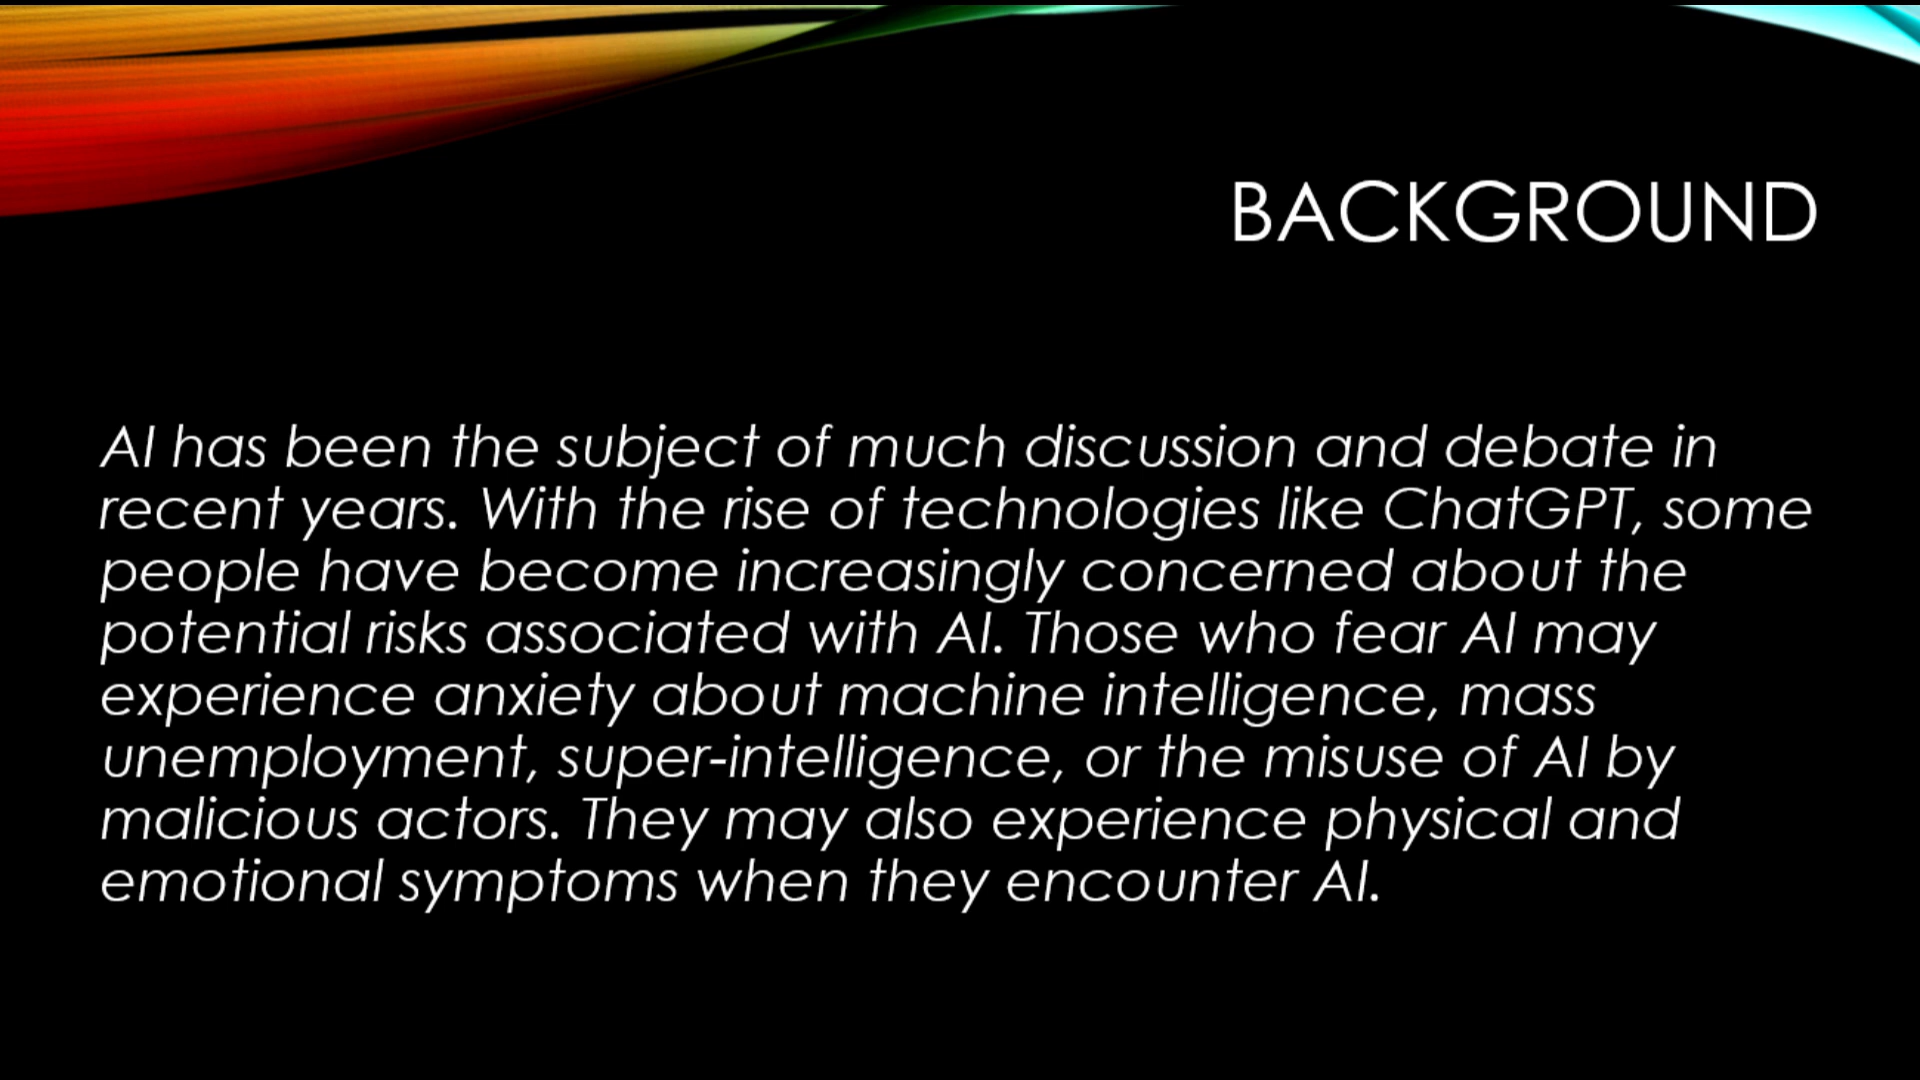 BACKGROUND
AI has been the subject of much discussion and debate in
recent years. With the rise of technologies like ChatGPT, some
people have become increasingly concerned about the
potential risks associated with AI. Those who fear AI may
experience anxiety about machine intelligence, mass
unemployment, super-intelligence, or the misuse of AI by
malicious actors. They may also experience physical and
emotional symptoms when they encounter AI.